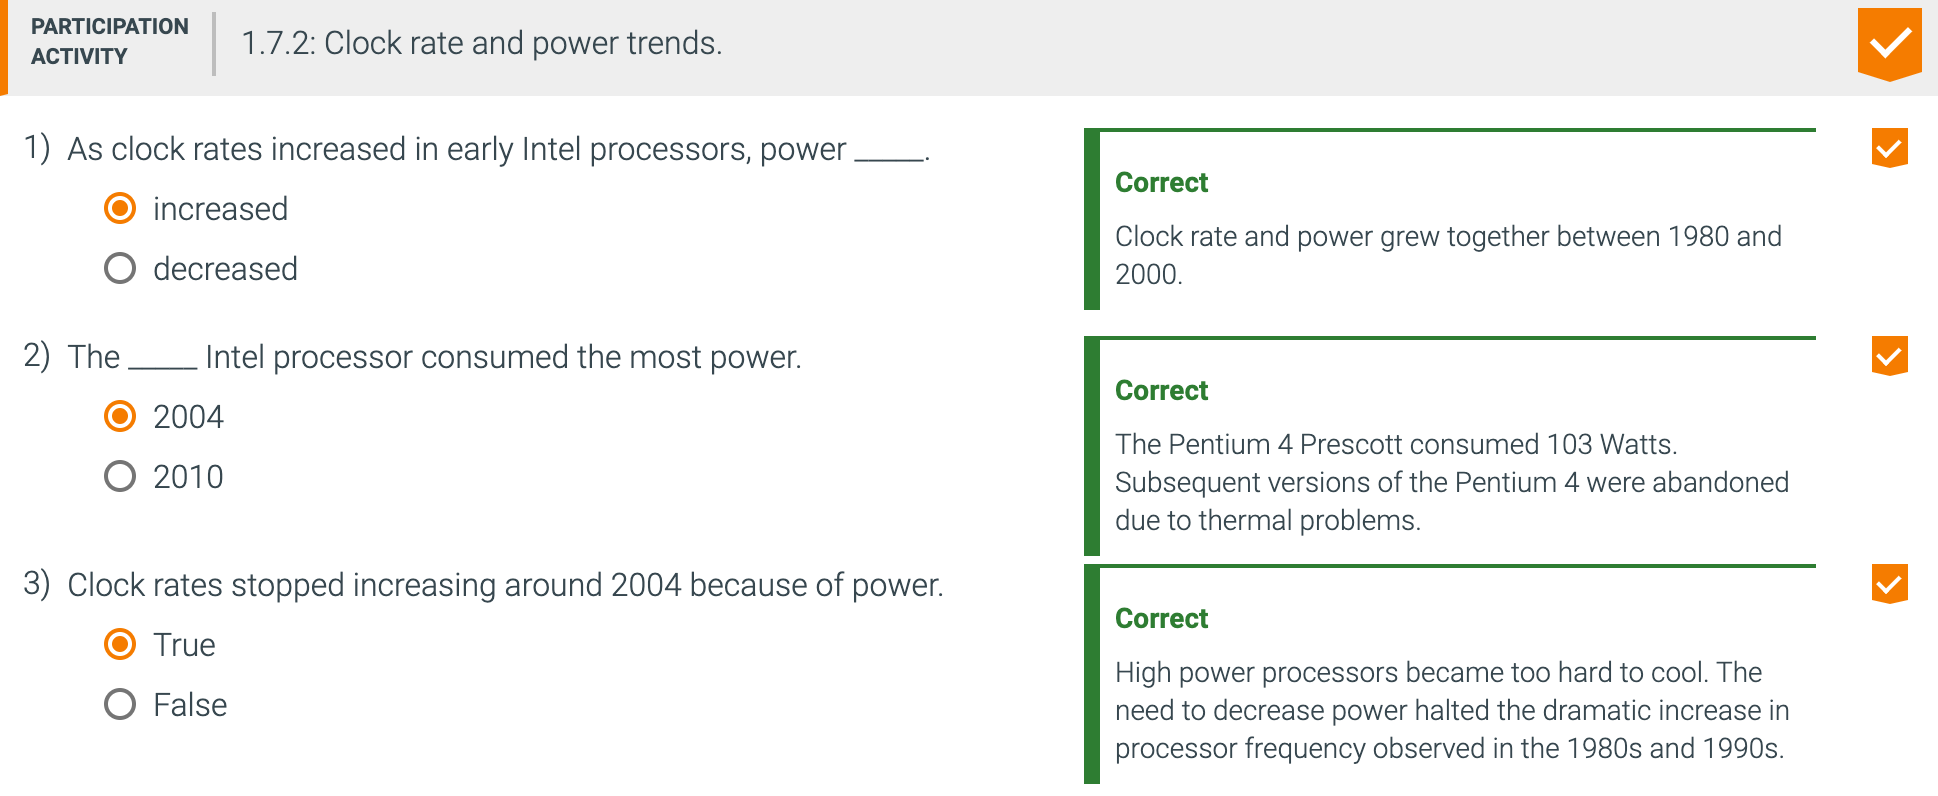 PARTICIPATION
ACTIVITY
1.7.2: Clock rate and power trends.
1) As clock rates increased in early Intel processors, power _____.
increased
decreased
Correct
Clock rate and power grew together between 1980 and
2000.
2) The _____ Intel processor consumed the most power.
2004
2010
Correct
The Pentium 4 Prescott consumed 103 Watts.
Subsequent versions of the Pentium 4 were abandoned
due to thermal problems.
3) Clock rates stopped increasing around 2004 because of power.
True
False
Correct
High power processors became too hard to cool. The
need to decrease power halted the dramatic increase in
processor frequency observed in the 1980s and 1990s.